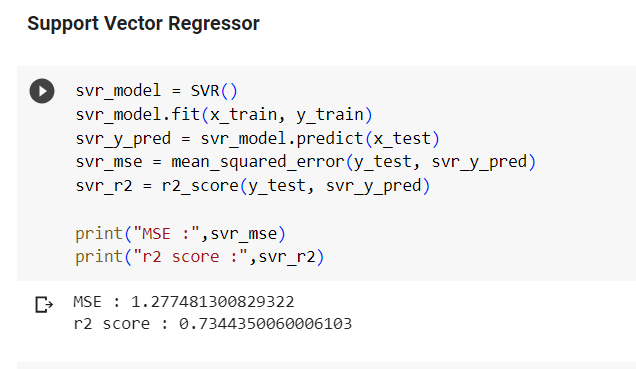 Support Vector Regressor
svr_model = SVR()
svr_model.fit(x_train, y_train)
svr_y_pred = svr_model.predict(x_test)
svr_mse = mean_squared_error(y_test, svr_y_pred)
svr_r2 = r2_score(y_test, svr_y_pred)
print("MSE :",svr_mse)
print("r2 score :",svr_r2)
MSE : 1.277481300829322
r2 score : 0.7344350060006103